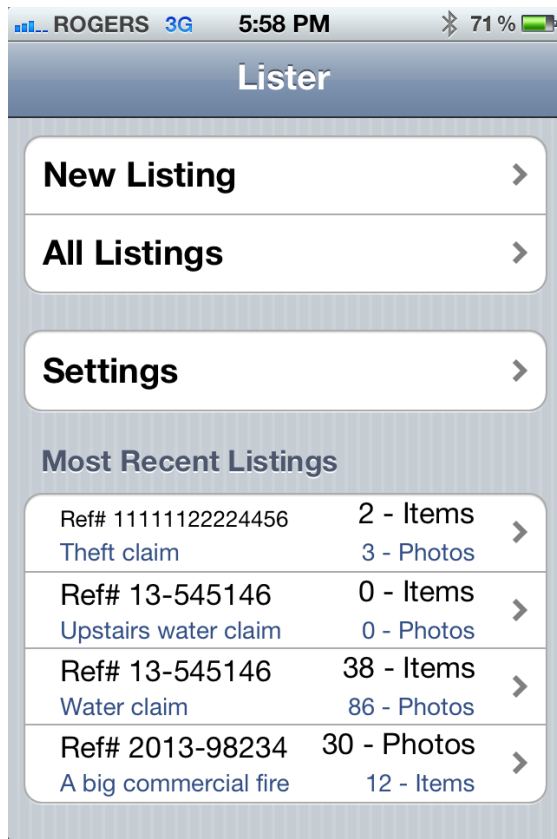 ROGERS 3G 5:58 PM 71 %
Lister
New Listing
All Listings
Settings
Most Recent Listings
Ref# 11111122224456 2 - Items
Theft claim 3 - Photos
Ref# 13-545146 0 - Items
Upstairs water claim 0 - Photos
Ref# 13-545146 38 - Items
Water claim 86 - Photos
Ref# 2013-98234 30 - Photos
A big commercial fire 12 - Items